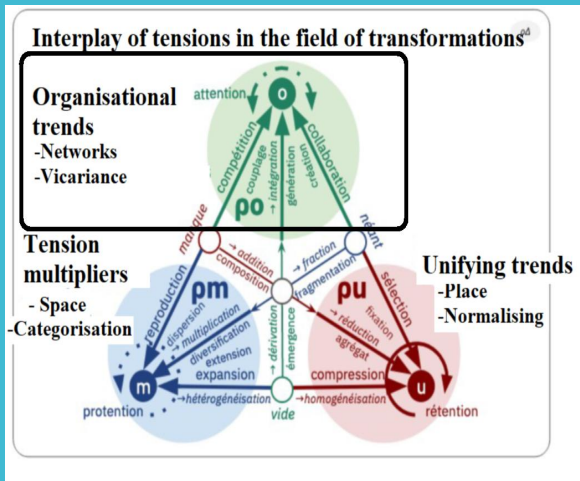 Interplay of tensions in the field of transformations
Organisational
trends
-Networks
-Vicariance
attention
o
compétition
couplage
→ intégration
génération
création
collaboration
ρo
marque
néant
Tension
multipliers
- Space
-Categorisation
Unifying trends
-Place
-Normalising
→ addition
composition
→ fraction
fragmentation
reproduction
ρm
dispersion
→ multiplication
diversification
extension
expansion
→ dérivation
émergence
ρu
sélection
fixation
→ réduction
agrégat
compression
m
u
protention
→hétérogénéisation
vide
→homogénéisation
rétention